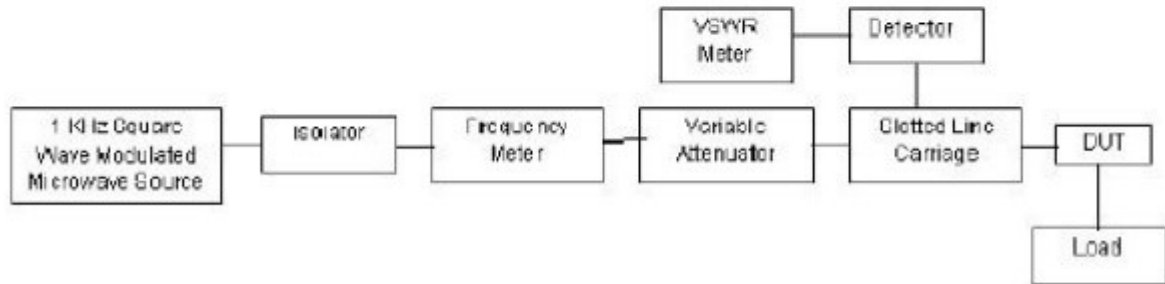 VSWR
Meter
Detector
1 KHz Square
Wave Modulated
Microwave Source
Isolator
Frequency
Meter
Variable
Attenuator
Slotted Line
Carriage
DUT
Load